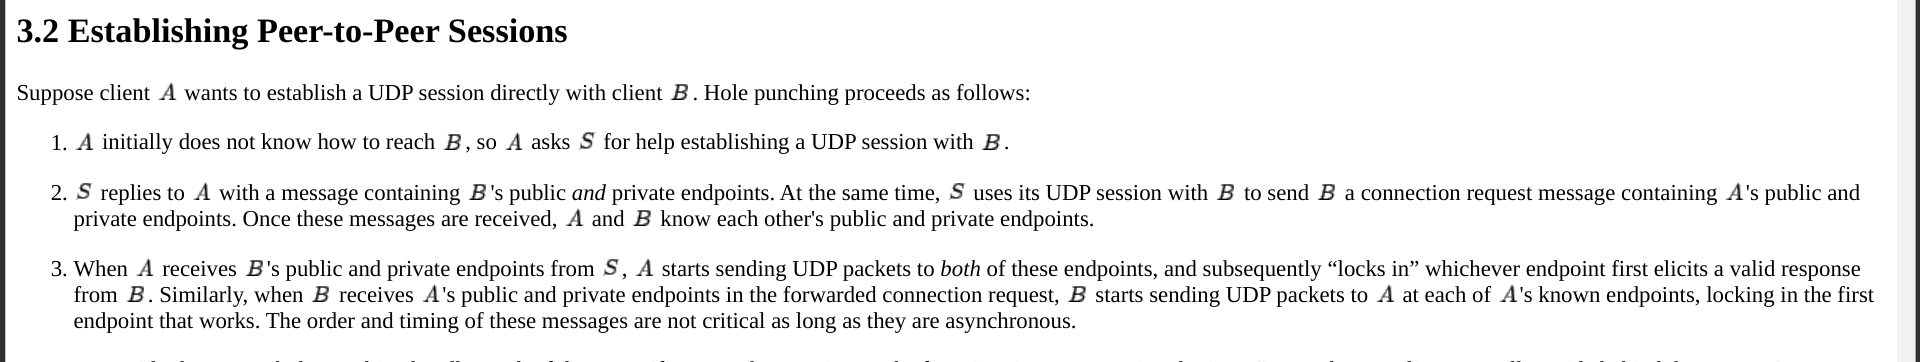 3.2 Establishing Peer-to-Peer Sessions
Suppose client A wants to establish a UDP session directly with client B. Hole punching proceeds as follows:
1. A initially does not know how to reach B, so A asks S for help establishing a UDP session with B.
2. S replies to A with a message containing B's public and private endpoints. At the same time, S uses its UDP session with B to send B a connection request message containing A's public and
private endpoints. Once these messages are received, A and B know each other's public and private endpoints.
3. When A receives B's public and private endpoints from S, A starts sending UDP packets to both of these endpoints, and subsequently “locks in” whichever endpoint first elicits a valid response
from B. Similarly, when B receives A's public and private endpoints in the forwarded connection request, B starts sending UDP packets to A at each of A's known endpoints, locking in the first
endpoint that works. The order and timing of these messages are not critical as long as they are asynchronous.